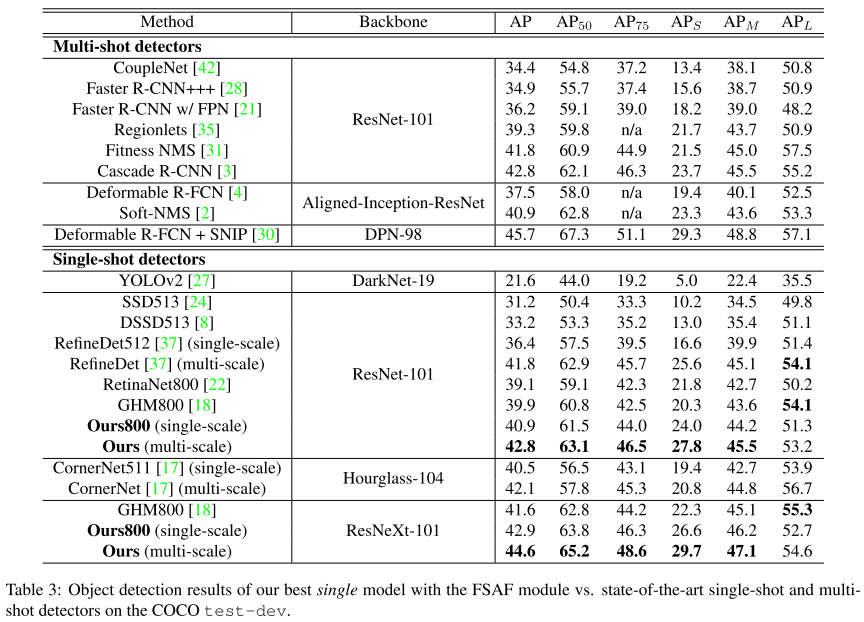 Method Backbone AP AP50 AP75 APS APM APL
Multi-shot detectors
CoupleNet [42] 34.4 54.8 37.2 13.4 38.1 50.8
Faster R-CNN+++ [28] 34.9 55.7 37.4 15.6 38.7 50.9
Faster R-CNN w/ FPN [21] 36.2 59.1 39.0 18.2 39.0 48.2
ResNet-101
Regionlets [35] 39.3 59.8 n/a 21.7 43.7 50.9
Fitness NMS [31] 41.8 60.9 44.9 21.5 45.0 57.5
Cascade R-CNN [3] 42.8 62.1 46.3 23.7 45.5 55.2
Deformable R-FCN [4] 37.5 58.0 n/a 19.4 40.1 52.5
Aligned-Inception-ResNet
Soft-NMS [2] 40.9 62.8 n/a 23.3 43.6 53.3
Deformable R-FCN + SNIP [30] DPN-98 45.7 67.3 51.1 29.3 48.8 57.1
Single-shot detectors
YOLOv2 [27] DarkNet-19 21.6 44.0 19.2 5.0 22.4 35.5
SSD513 [24] 31.2 50.4 33.3 10.2 34.5 49.8
DSSD513 [8] 33.2 53.3 35.2 13.0 35.4 51.1
RefineDet512 [37] (single-scale) 36.4 57.5 39.5 16.6 39.9 51.4
RefineDet [37] (multi-scale) 41.8 62.9 45.7 25.6 45.1 54.1
ResNet-101
RetinaNet800 [22] 39.1 59.1 42.3 21.8 42.7 50.2
GHM800 [18] 39.9 60.8 42.5 20.3 43.6 54.1
Ours800 (single-scale) 40.9 61.5 44.0 24.0 44.2 51.3
Ours (multi-scale) 42.8 63.1 46.5 27.8 45.5 53.2
CornerNet511 [17] (single-scale) 40.5 56.5 43.1 19.4 42.7 53.9
Hourglass-104
CornerNet [17] (multi-scale) 42.1 57.8 45.3 20.8 44.8 56.7
GHM800 [18] 41.6 62.8 44.2 22.3 45.1 55.3
Ours800 (single-scale) ResNeXt-101 42.9 63.8 46.3 26.6 46.2 52.7
Ours (multi-scale) 44.6 65.2 48.6 29.7 47.1 54.6
Table 3: Object detection results of our best single model with the FSAF module vs. state-of-the-art single-shot and multi-
shot detectors on the COCO test-dev.